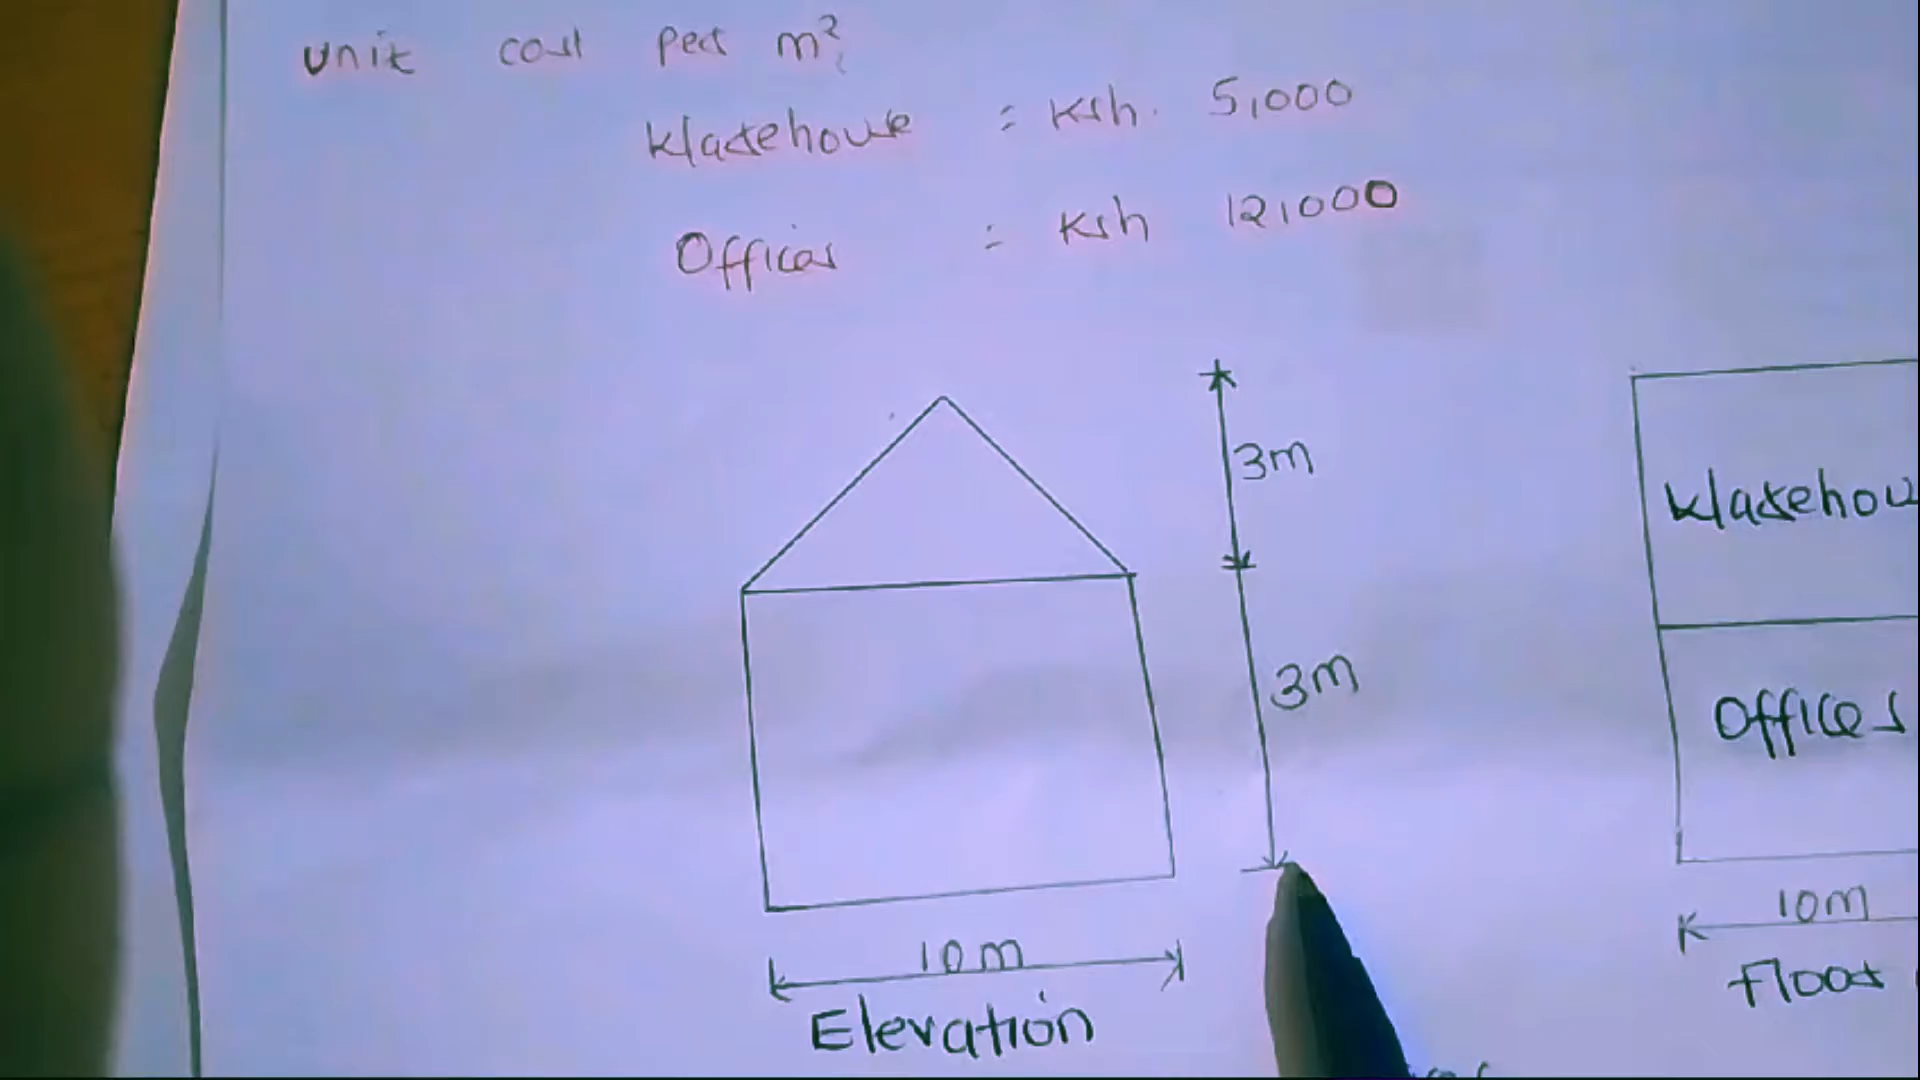 Unit cost per m²
Warehouse = Ksh. 5,000
Offices = Ksh 12,000
3m
3m
10m
Elevation
Warehou
Offices
10m
Floor